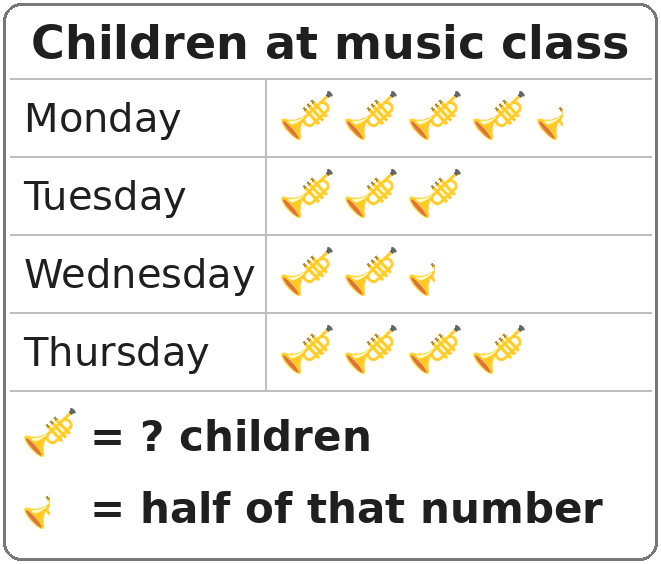 Children at music class
Monday
Tuesday
Wednesday
Thursday
= ? children
= half of that number